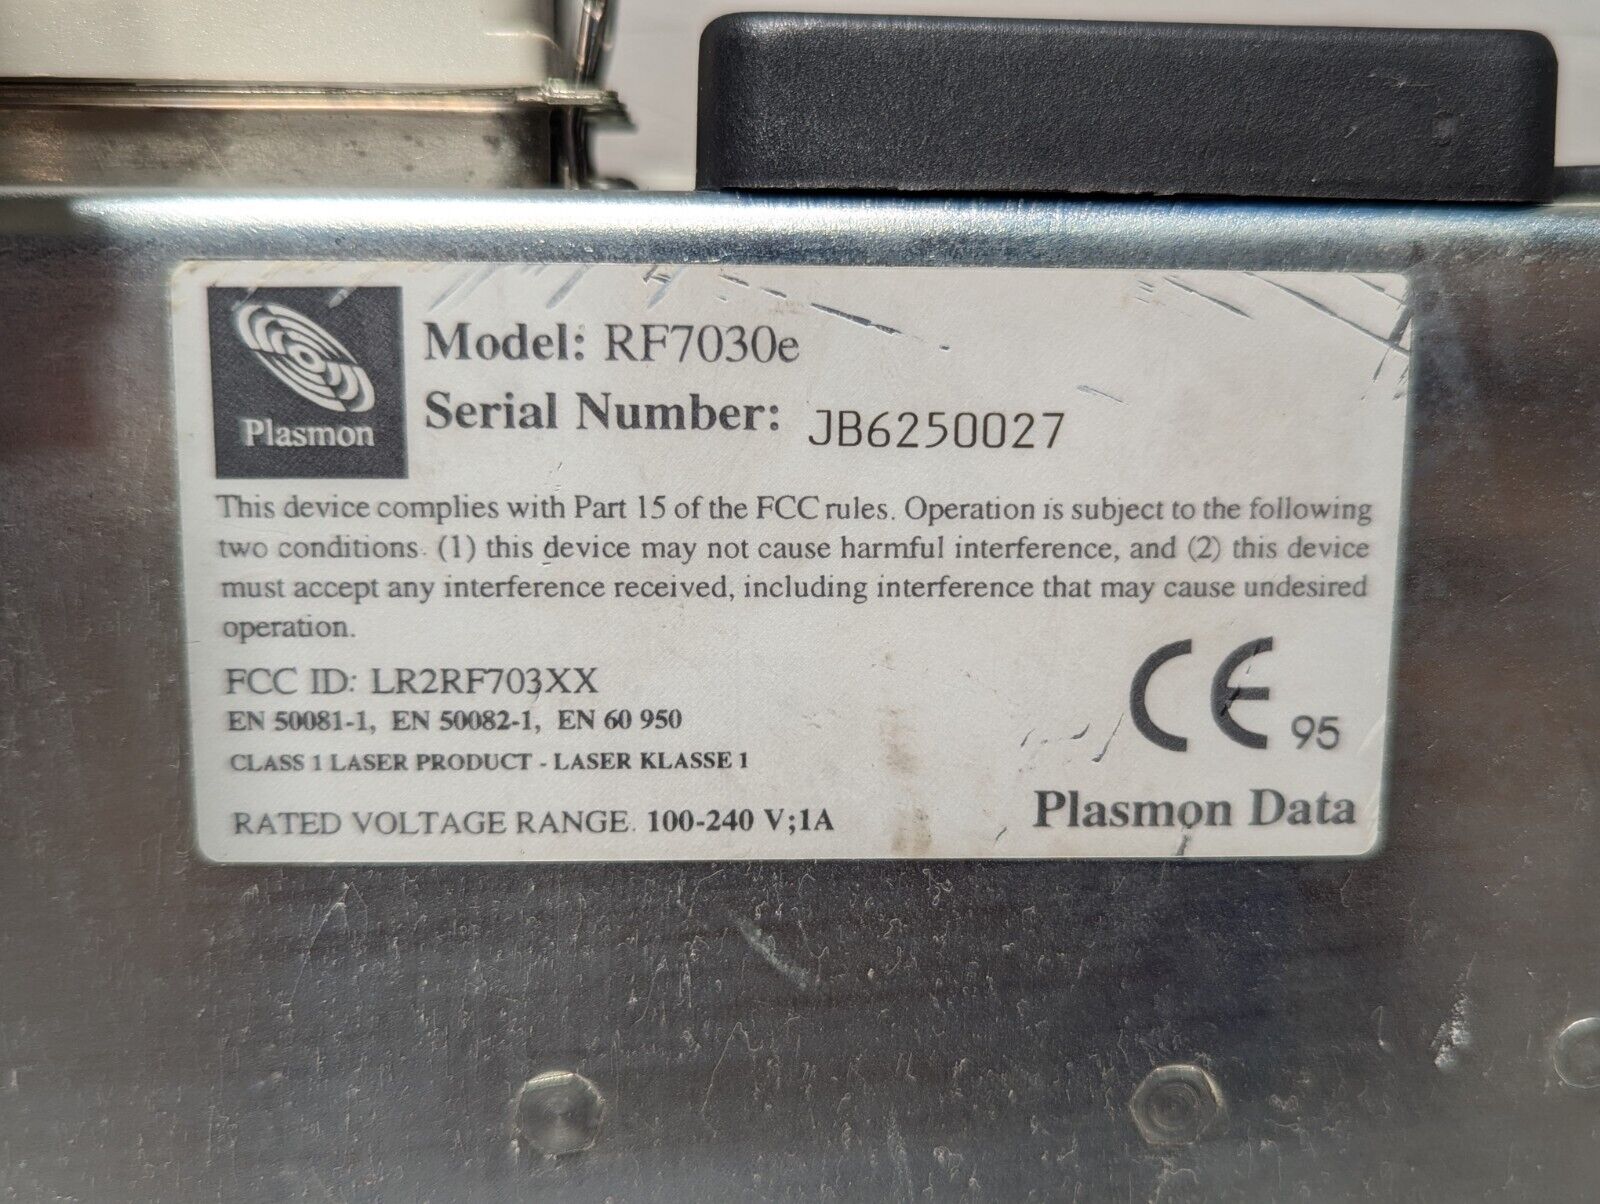 Plasmon
Model: RF7030e
Serial Number: JB6250027
This device complies with Part 15 of the FCC rules. Operation is subject to the following
two conditions. (1) this device may not cause harmful interference, and (2) this device
must accept any interference received, including interference that may cause undesired
operation.
FCC ID: LR2RF703XX
EN 50081-1, EN 50082-1, EN 60 950
CLASS 1 LASER PRODUCT - LASER KLASSE 1
RATED VOLTAGE RANGE. 100-240 V;1A
CE 95
Plasmon Data